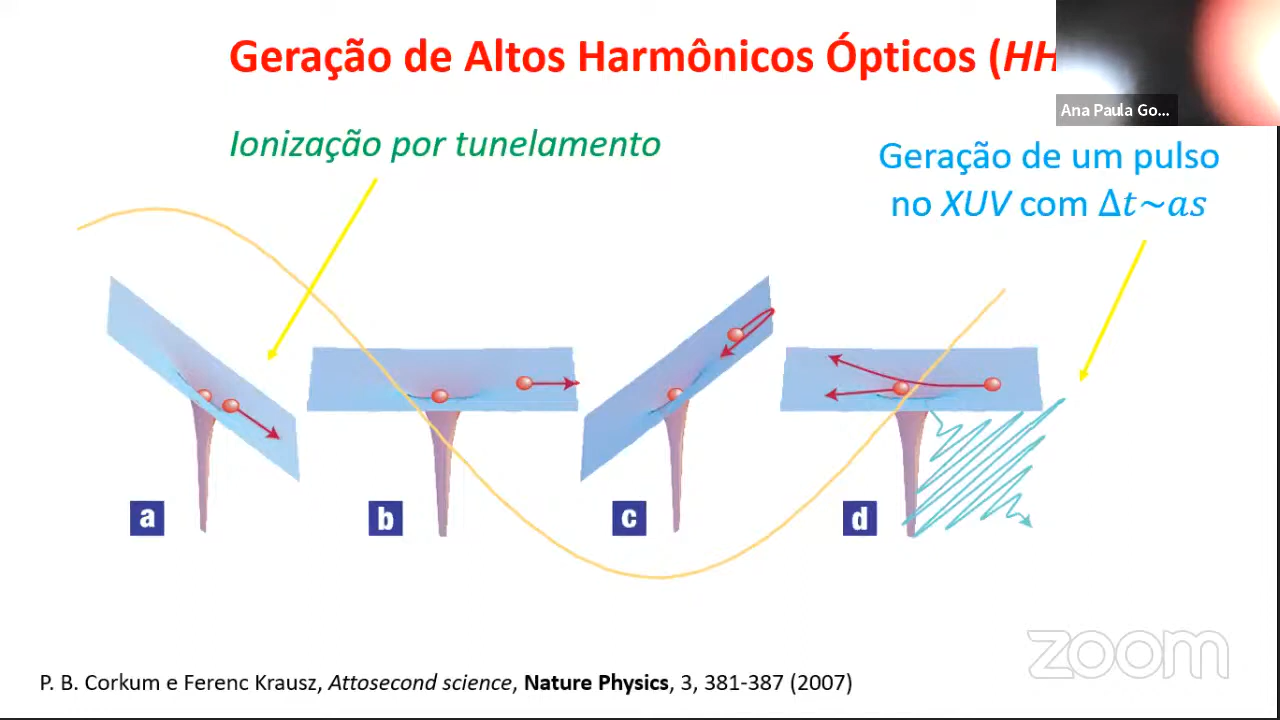 Geração de Altos Harmônicos Ópticos (HH
Ana Paula Go...
Ionização por tunelamento
Geração de um pulso
no XUV com Δt~as
a
b
c
d
zoom
P. B. Corkum e Ferenc Krausz, Attosecond science, Nature Physics, 3, 381-387 (2007)